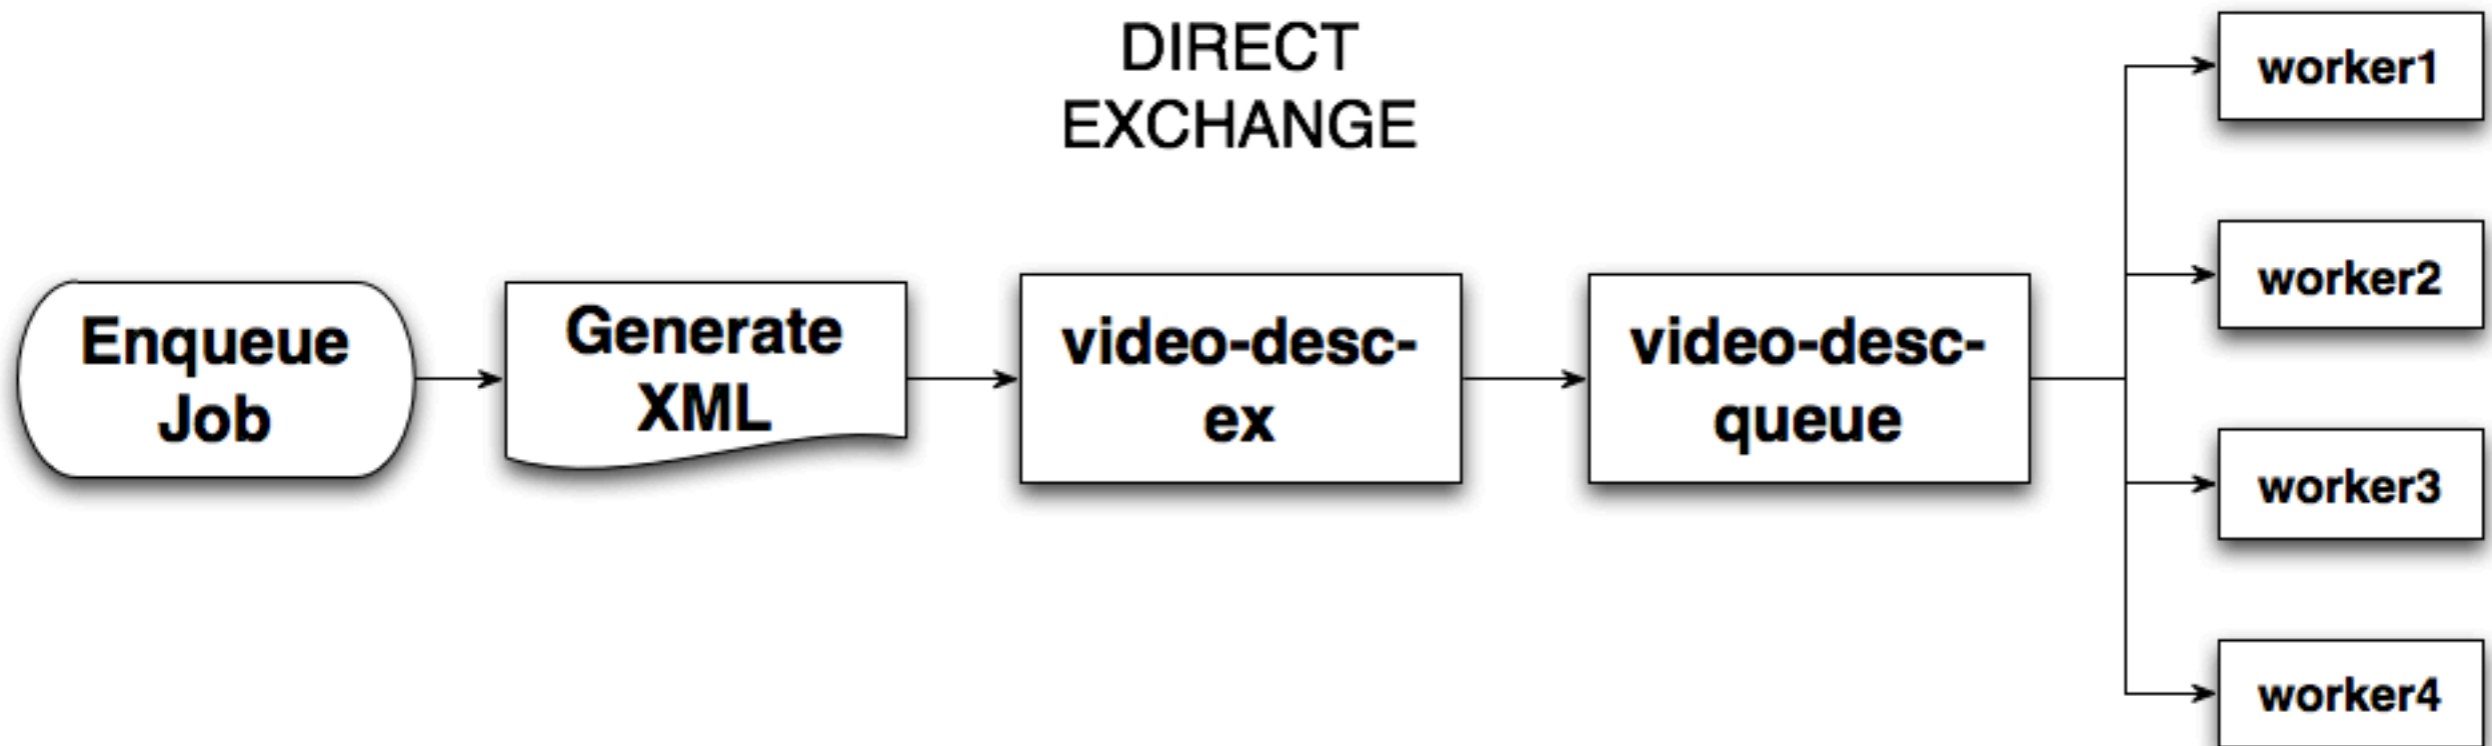 DIRECT
EXCHANGE
Enqueue
Job
Generate
XML
video-desc-
ex
video-desc-
queue
worker1
worker2
worker3
worker4